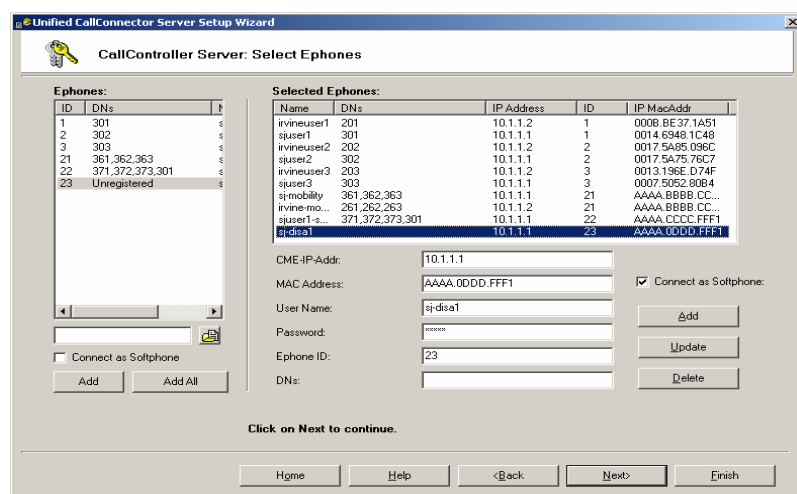 Unified CallConnector Server Setup Wizard
CallController Server: Select Ephones
Ephones:
ID DNs
1 301
2 302
3 303
21 361,362,363
22 371,372,373,301
23 Unregistered
Connect as Softphone
Add Add All
Selected Ephones:
Name DNs IP Address ID IP MacAddr
irvineuser1 201 10.1.1.2 1 000B.BE37.1A51
sjuser1 301 10.1.1.1 1 0014.6948.1C48
irvineuser2 202 10.1.1.2 2 0017.5A85.096C
sjuser2 302 10.1.1.1 2 0017.5A75.76C7
irvineuser3 203 10.1.1.2 3 0013.196E.D74F
sjuser3 303 10.1.1.1 3 0007.5052.80B4
sj-mobility 361,362,363 10.1.1.1 21 AAAA.BBBB.CC...
irvine-mo... 261,262,263 10.1.1.2 21 AAAA.BBBB.CC...
sjuser1-s... 371,372,373,301 10.1.1.1 22 AAAA.CCCC.FFF1
sj-disa1 10.1.1.1 23 AAAA.0DDD.FFF1
CME-IP-Addr: 10.1.1.1
MAC Address: AAAA.0DDD.FFF1
Connect as Softphone:
User Name: sj-disa1
Add
Password: *****
Update
Ephone ID: 23
Delete
DNs:
Click on Next to continue.
Home Help <Back Next> Finish